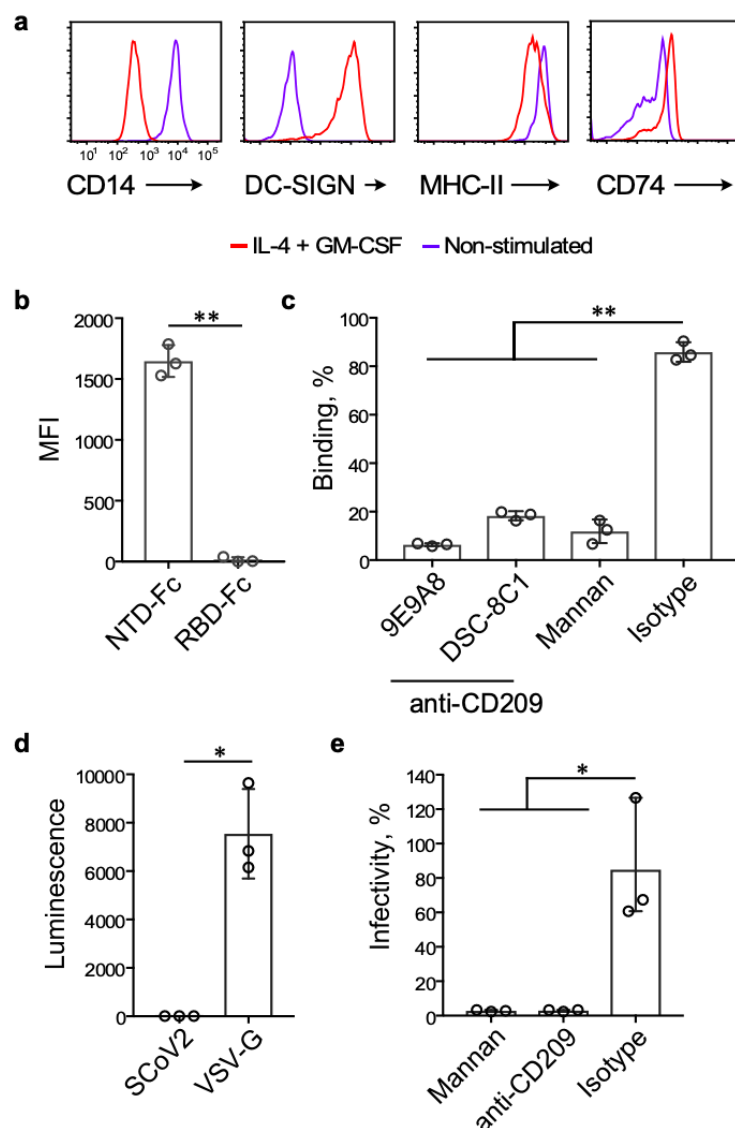 a
10¹ 10² 10³ 10⁴ 10⁵
CD14 → DC-SIGN → MHC-II → CD74 →
IL-4 + GM-CSF Non-stimulated
b
2000
1500
1000
500
0
MFI
NTD-Fc
RBD-Fc
**
c
100
80
60
40
20
0
Binding, %
9E9A8
DSC-8C1
Mannan
Isotype
anti-CD209
**
d
10000
8000
6000
4000
2000
0
Luminescence
SCoV2
VSV-G
*
e
140
120
100
80
60
40
20
0
Infectivity, %
Mannan
anti-CD209
Isotype
*